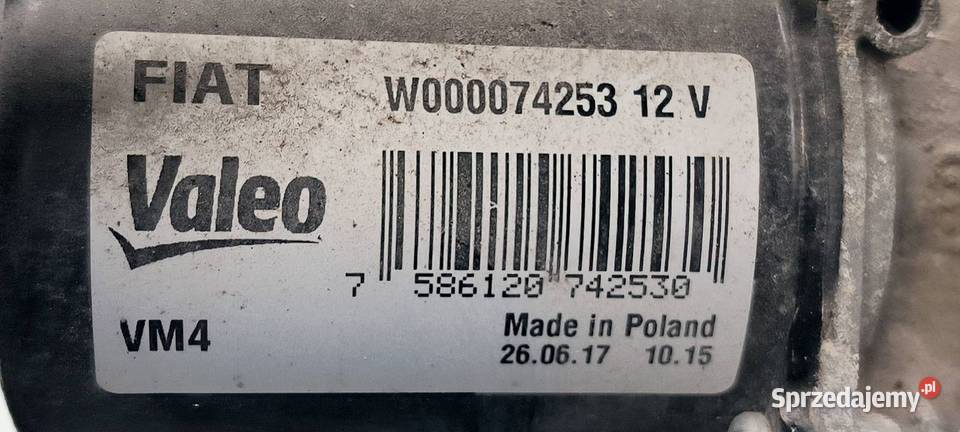 FIAT
W000074253 12 V
Valeo
7 586120 742530
VM4
Made in Poland
26.06.17 10.15
Sprzedajemy.pl